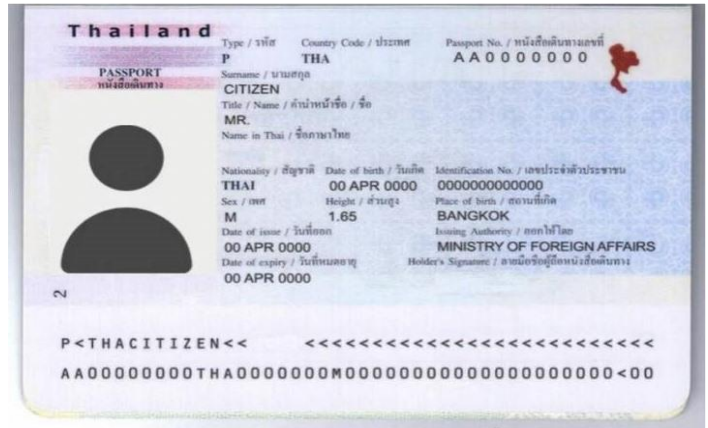 Thailand
Type / รหัส Country Code / ประเทศ Passport No. / หนังสือเดินทางเลขที่
P THA AA0000000
PASSPORT
หนังสือเดินทาง
Surname / นามสกุล
CITIZEN
Title / Name / คำนำหน้าชื่อ / ชื่อ
MR.
Name in Thai / ชื่อภาษาไทย
Nationality / สัญชาติ Date of birth / วันเกิด Identification No. / เลขประจำตัวประชาชน
THAI 00 APR 0000 0000000000000
Sex / เพศ Height / ส่วนสูง Place of birth / สถานที่เกิด
M 1.65 BANGKOK
Date of issue / วันที่ออก Issuing Authority / ออกให้โดย
00 APR 0000 MINISTRY OF FOREIGN AFFAIRS
Date of expiry / วันที่หมดอายุ Holder's Signature / ลายมือชื่อผู้ถือหนังสือเดินทาง
00 APR 0000
2
P<THACITIZEN<< <<<<<<<<<<<<<<<<<<<<<<<<<<
AA00000000THA0000000M0000000000000000000000<00